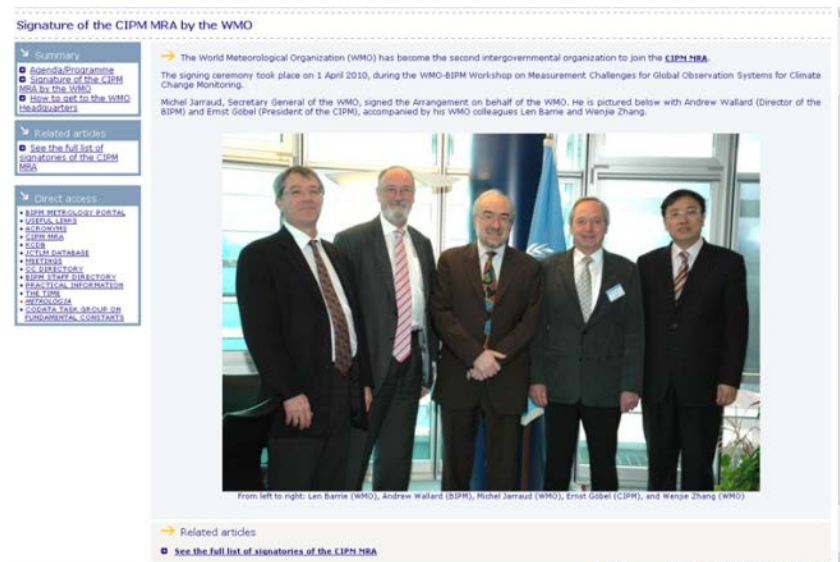 Signature of the CIPM MRA by the WMO
Summary
Agenda/Programme
Signature of the CIPM
MRA by the WMO
How to get to the WMO
Headquarters
Related articles
See the full list of
signatories of the CIPM
MRA
Direct access
BIPM METROLOGY PORTAL
USEFUL LINKS
ACRONYMS
CIPM MRA
KCDB
JCTLM DATABASE
MEETINGS
CC DIRECTORY
BIPM STAFF DIRECTORY
PRACTICAL INFORMATION
THE TIME
METROLOGIA
CODATA TASK GROUP ON
FUNDAMENTAL CONSTANTS
The World Meteorological Organization (WMO) has become the second intergovernmental organization to join the CIPM MRA.
The signing ceremony took place on 1 April 2010, during the WMO-BIPM Workshop on Measurement Challenges for Global Observation Systems for Climate
Change Monitoring.
Michel Jarraud, Secretary General of the WMO, signed the Arrangement on behalf of the WMO. He is pictured below with Andrew Wallard (Director of the
BIPM) and Ernst Göbel (President of the CIPM), accompanied by his WMO colleagues Len Barrie and Wenjie Zhang.
From left to right: Len Barrie (WMO), Andrew Wallard (BIPM), Michel Jarraud (WMO), Ernst Göbel (CIPM), and Wenjie Zhang (WMO)
Related articles
See the full list of signatories of the CIPM MRA